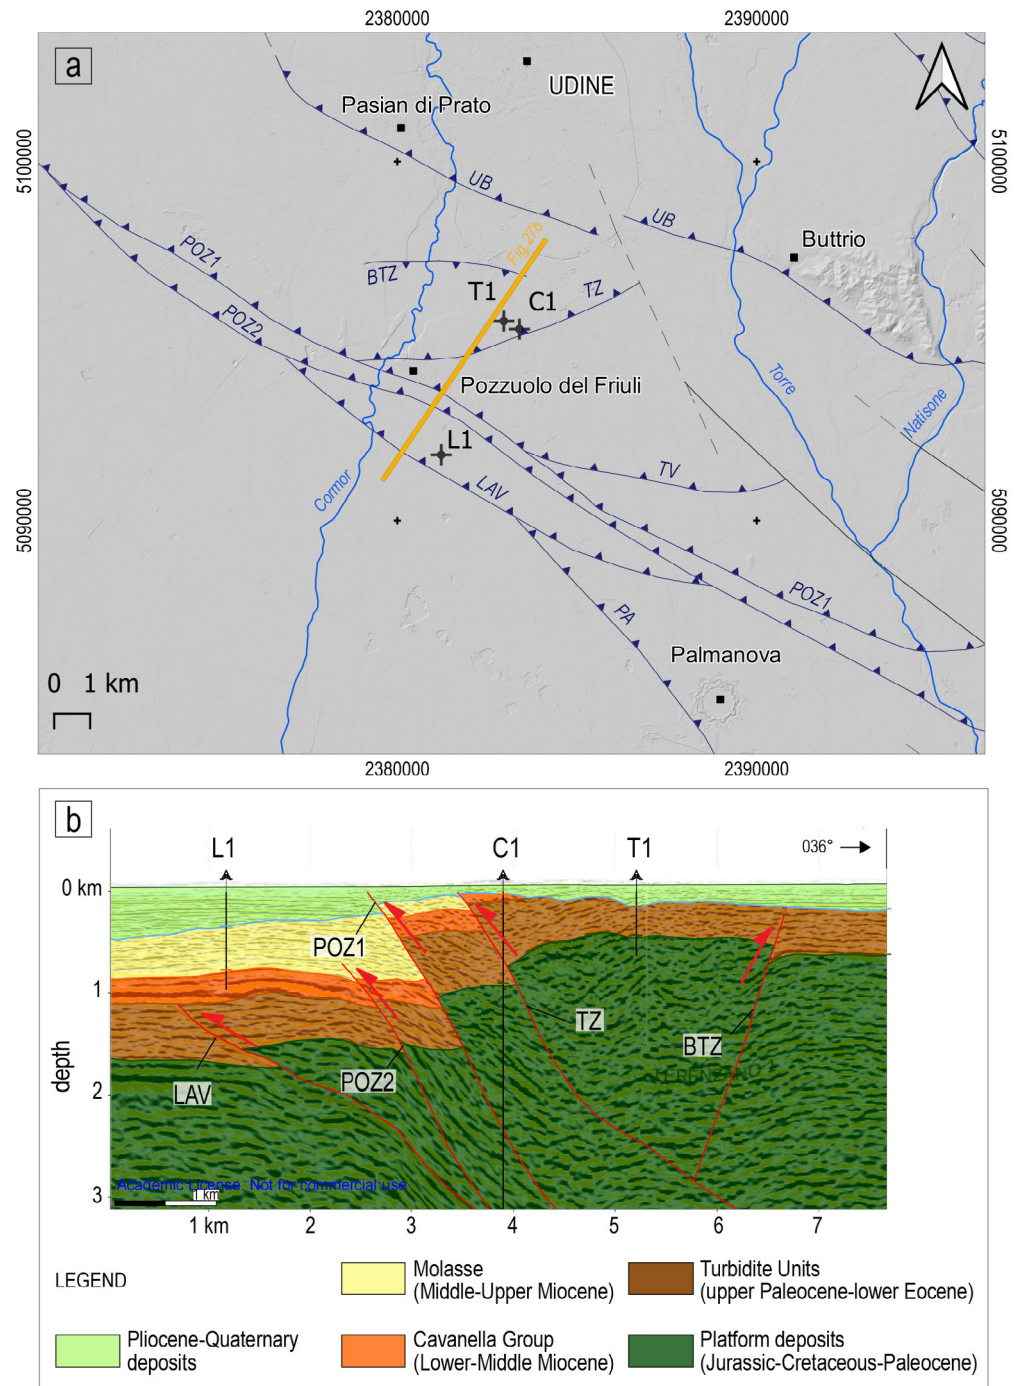 2380000
2390000
a
UDINE
Pasian di Prato
5100000
5100000
UB
UB
Buttrio
POZ1
BTZ
Fig 27b
T1
C1
TZ
POZ2
Pozzuolo del Friuli
Torre
Natisone
L1
TV
Cormor
LAV
5090000
5090000
POZ1
PA
Palmanova
0 1 km
2380000
2390000
b
L1
C1
T1
036°
0 km
POZ1
1
TZ
BTZ
depth
LAV
POZ2
TERENZANO
2
Academic License. Not for commercial use
1 km
3
1 km
2
3
4
5
6
7
LEGEND
Molasse
(Middle-Upper Miocene)
Turbidite Units
(upper Paleocene-lower Eocene)
Pliocene-Quaternary
deposits
Cavanella Group
(Lower-Middle Miocene)
Platform deposits
(Jurassic-Cretaceous-Paleocene)